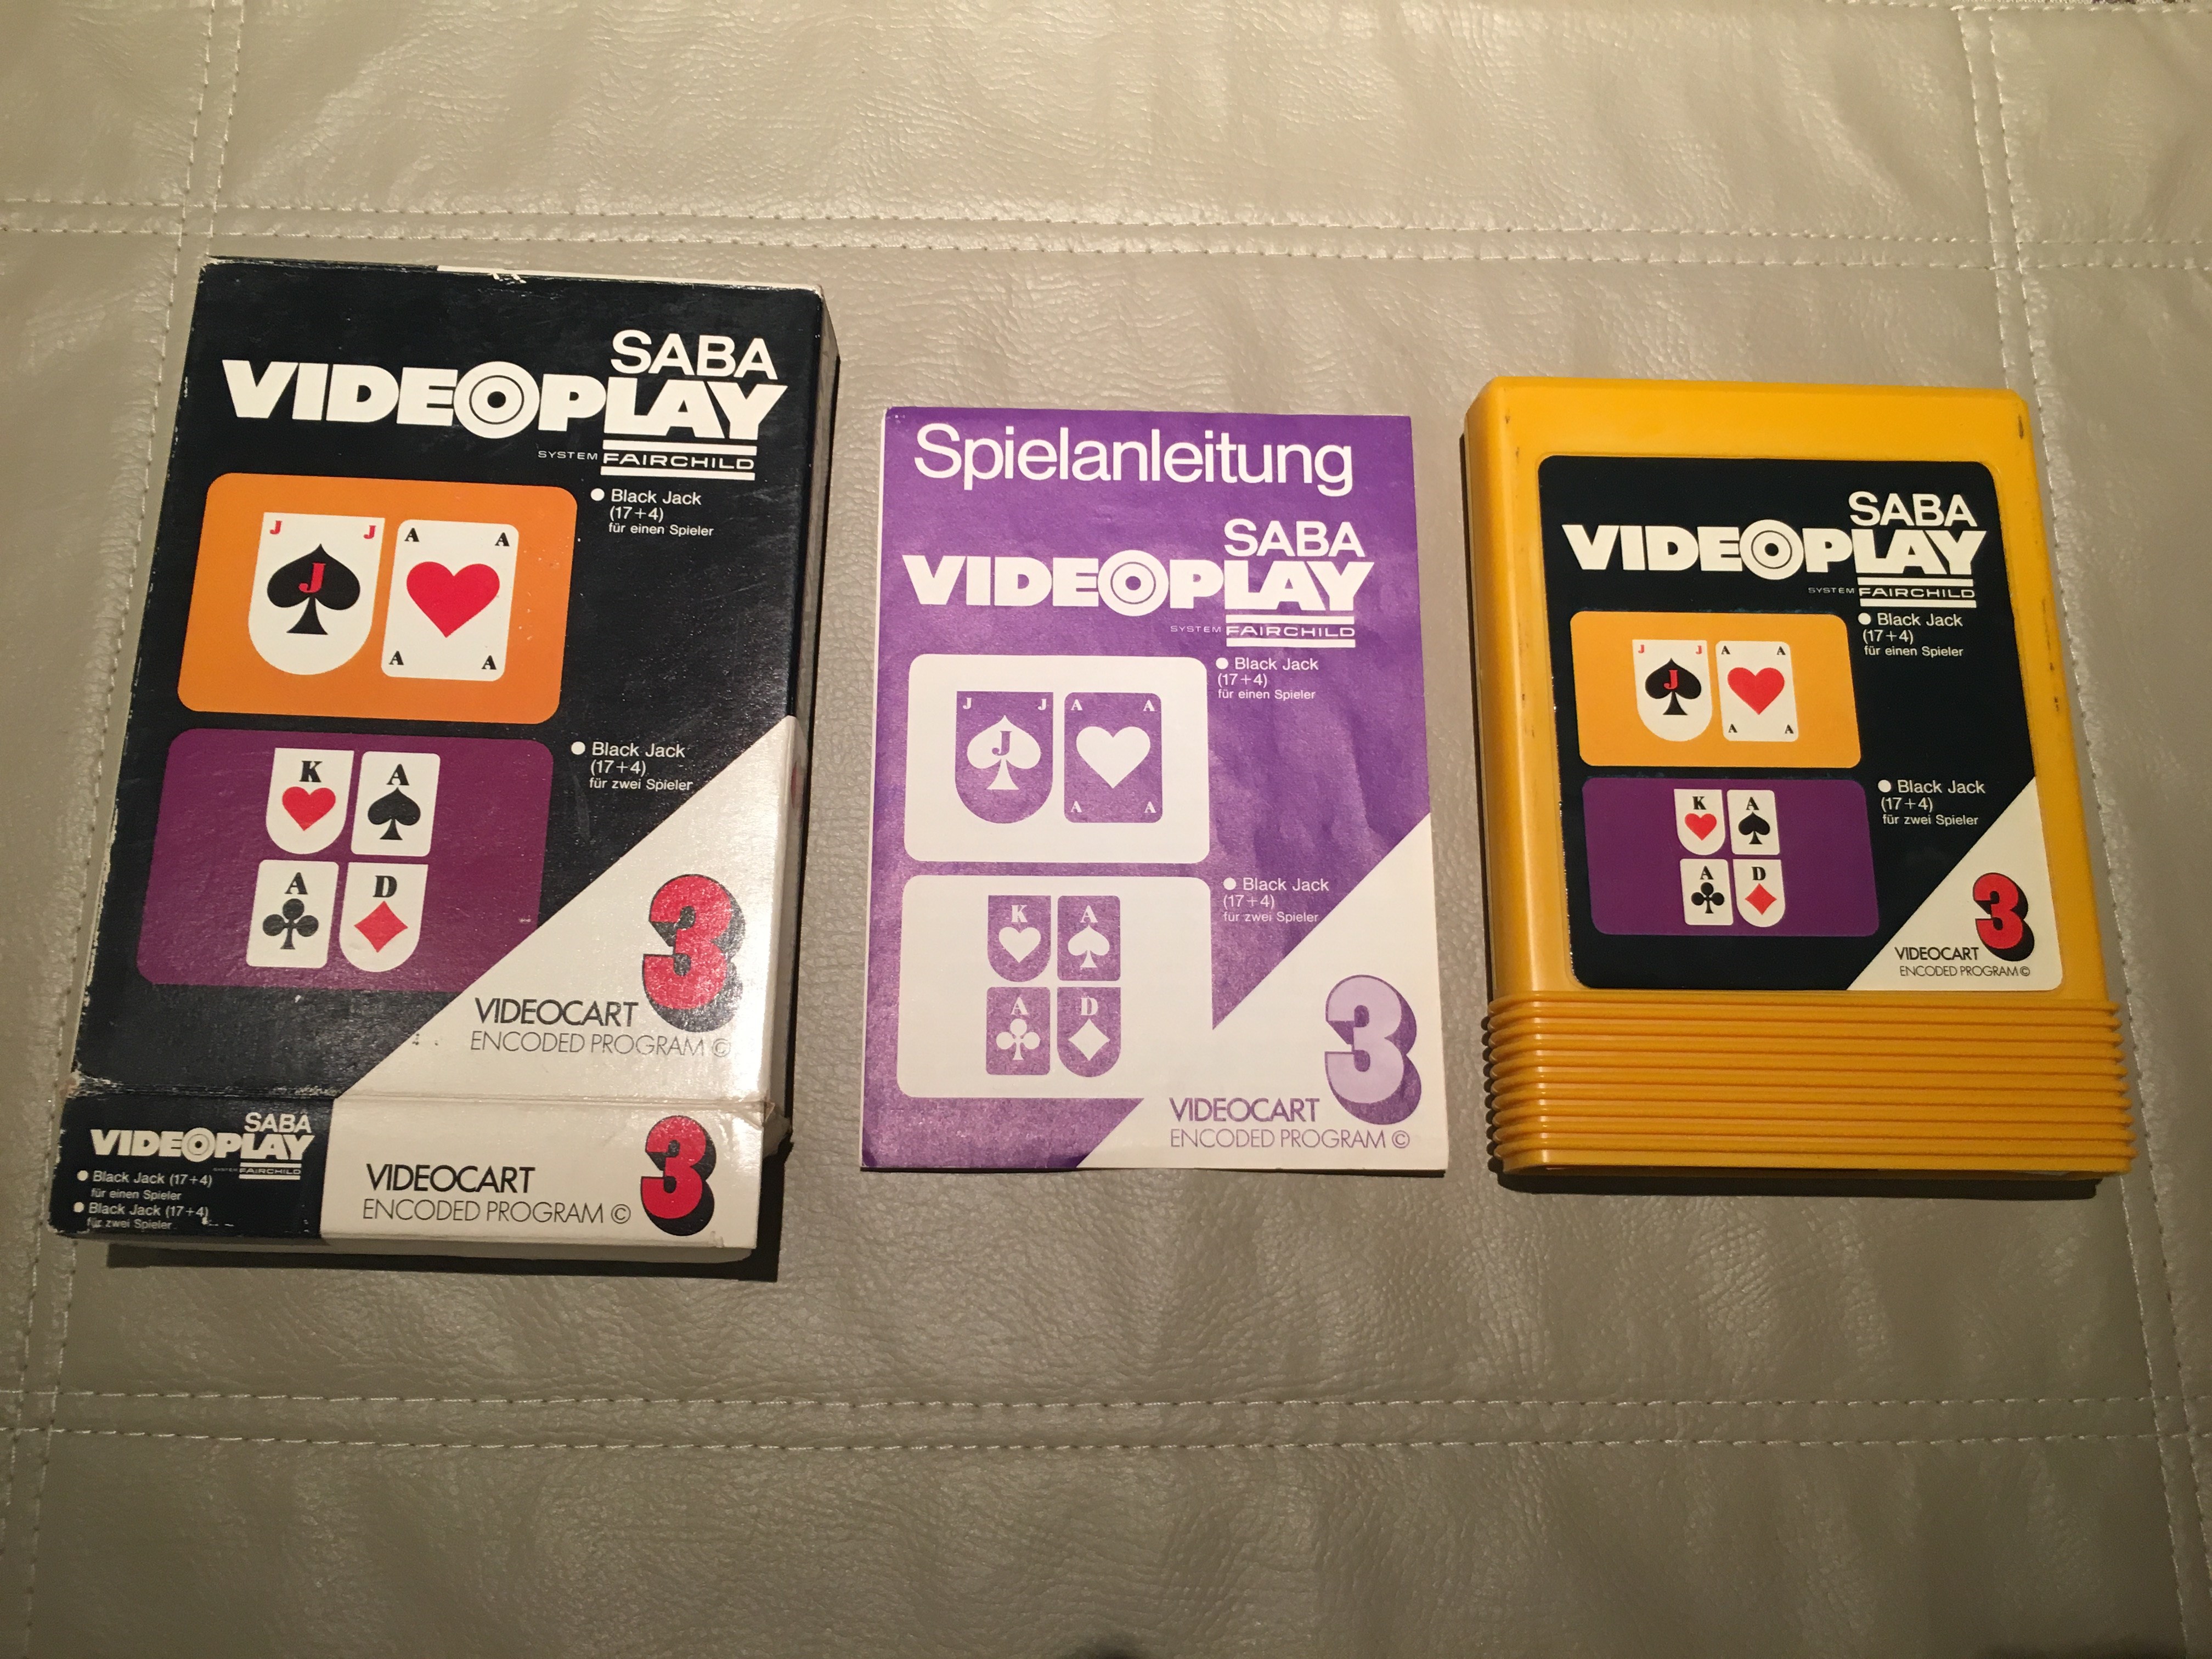 SABA
VIDEOPLAY
SYSTEM FAIRCHILD
● Black Jack
(17+4)
für einen Spieler
J J A A
J
A A
● Black Jack
(17+4)
für zwei Spieler
K A
A D
3
VIDEOCART
ENCODED PROGRAM ©
SABA
VIDEOPLAY
SYSTEM FAIRCHILD
● Black Jack (17+4)
für einen Spieler
● Black Jack (17+4)
für zwei Spieler
VIDEOCART
ENCODED PROGRAM ©
3
Spielanleitung
SABA
VIDEOPLAY
SYSTEM FAIRCHILD
● Black Jack
(17+4)
für einen Spieler
J J A A
J
A A
● Black Jack
(17+4)
für zwei Spieler
K A
A D
3
VIDEOCART
ENCODED PROGRAM ©
SABA
VIDEOPLAY
SYSTEM FAIRCHILD
● Black Jack
(17+4)
für einen Spieler
J J A A
J
A A
● Black Jack
(17+4)
für zwei Spieler
K A
A D
3
VIDEOCART
ENCODED PROGRAM ©